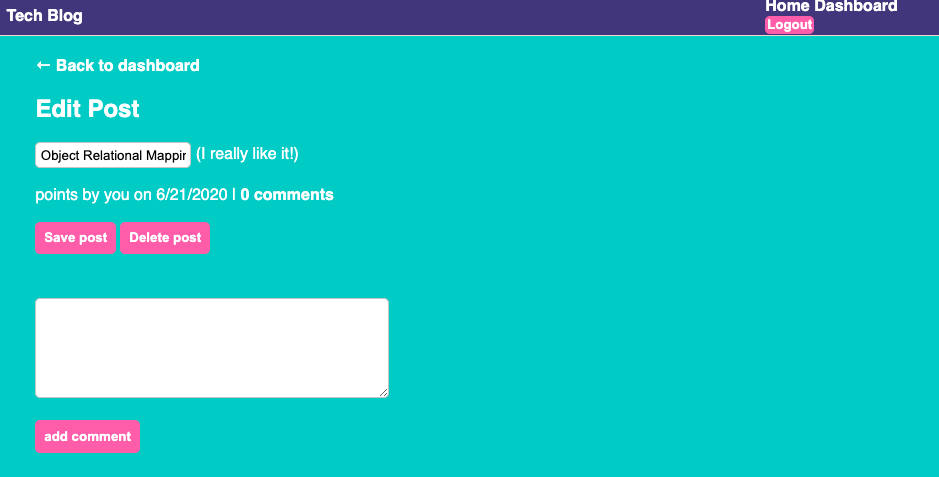 Tech Blog
Home Dashboard
Logout
← Back to dashboard
Edit Post
Object Relational Mappin (I really like it!)
points by you on 6/21/2020 | 0 comments
Save post Delete post
add comment